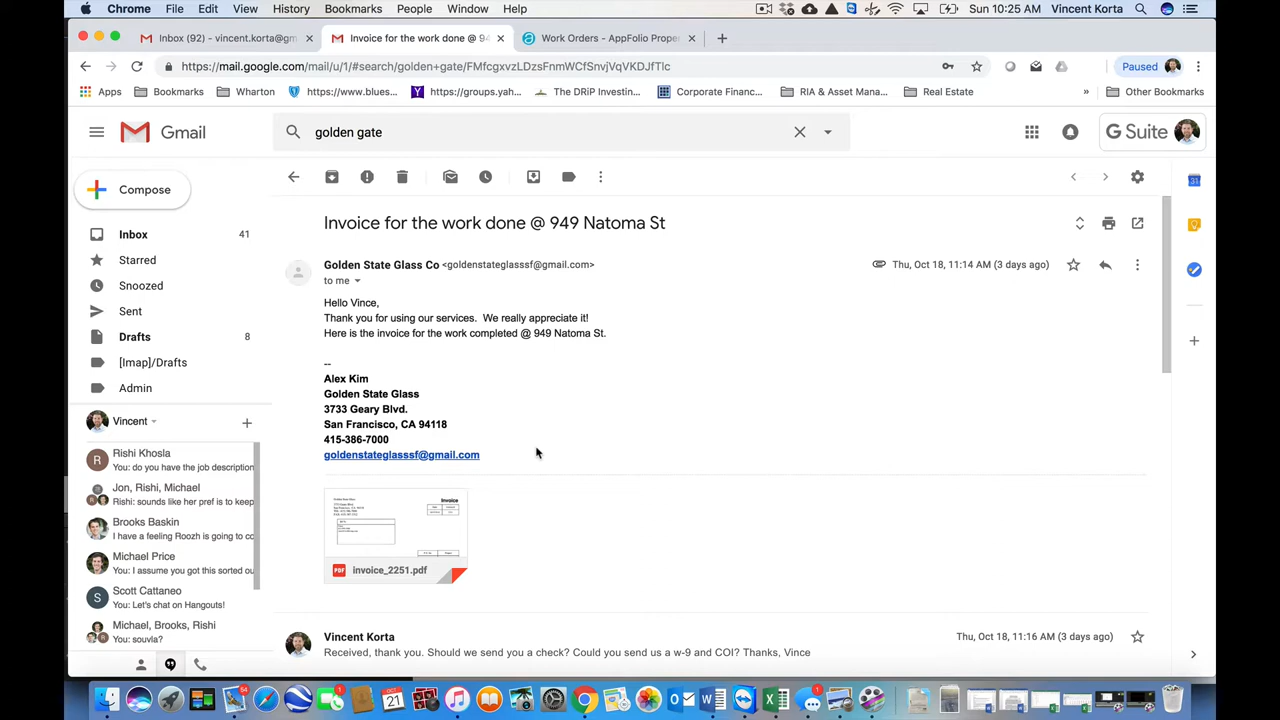 Chrome File Edit View History Bookmarks People Window Help Sun 10:25 AM Vincent Korta
Inbox (92) - vincent.korta@gm Invoice for the work done @ 94 Work Orders - AppFolio Proper
https://mail.google.com/mail/u/1/#search/golden+gate/FMfcgxvzLDzsFnmWCfSnvjVqVKDJfTlc Paused
Apps Bookmarks Wharton https://www.blues... https://groups.yah... The DRiP Investin... Corporate Financ... RIA & Asset Mana... Real Estate » Other Bookmarks
Gmail golden gate G Suite
Compose
Inbox 41
Starred
Snoozed
Sent
Drafts 8
[Imap]/Drafts
Admin
Vincent
Rishi Khosla
You: do you have the job description
Jon, Rishi, Michael
Rishi: sounds like her pref is to keep
Brooks Baskin
I have a feeling Roozh is going to co
Michael Price
You: I assume you got this sorted ou
Scott Cattaneo
You: Let's chat on Hangouts!
Michael, Brooks, Rishi
You: souvla?
Invoice for the work done @ 949 Natoma St
Golden State Glass Co <goldenstateglasssf@gmail.com> Thu, Oct 18, 11:14 AM (3 days ago)
to me
Hello Vince,
Thank you for using our services. We really appreciate it!
Here is the invoice for the work completed @ 949 Natoma St.
--
Alex Kim
Golden State Glass
3733 Geary Blvd.
San Francisco, CA 94118
415-386-7000
goldenstateglasssf@gmail.com
Invoice
PDF invoice_2251.pdf
Vincent Korta Thu, Oct 18, 11:16 AM (3 days ago)
Received, thank you. Should we send you a check? Could you send us a w-9 and COI? Thanks, Vince